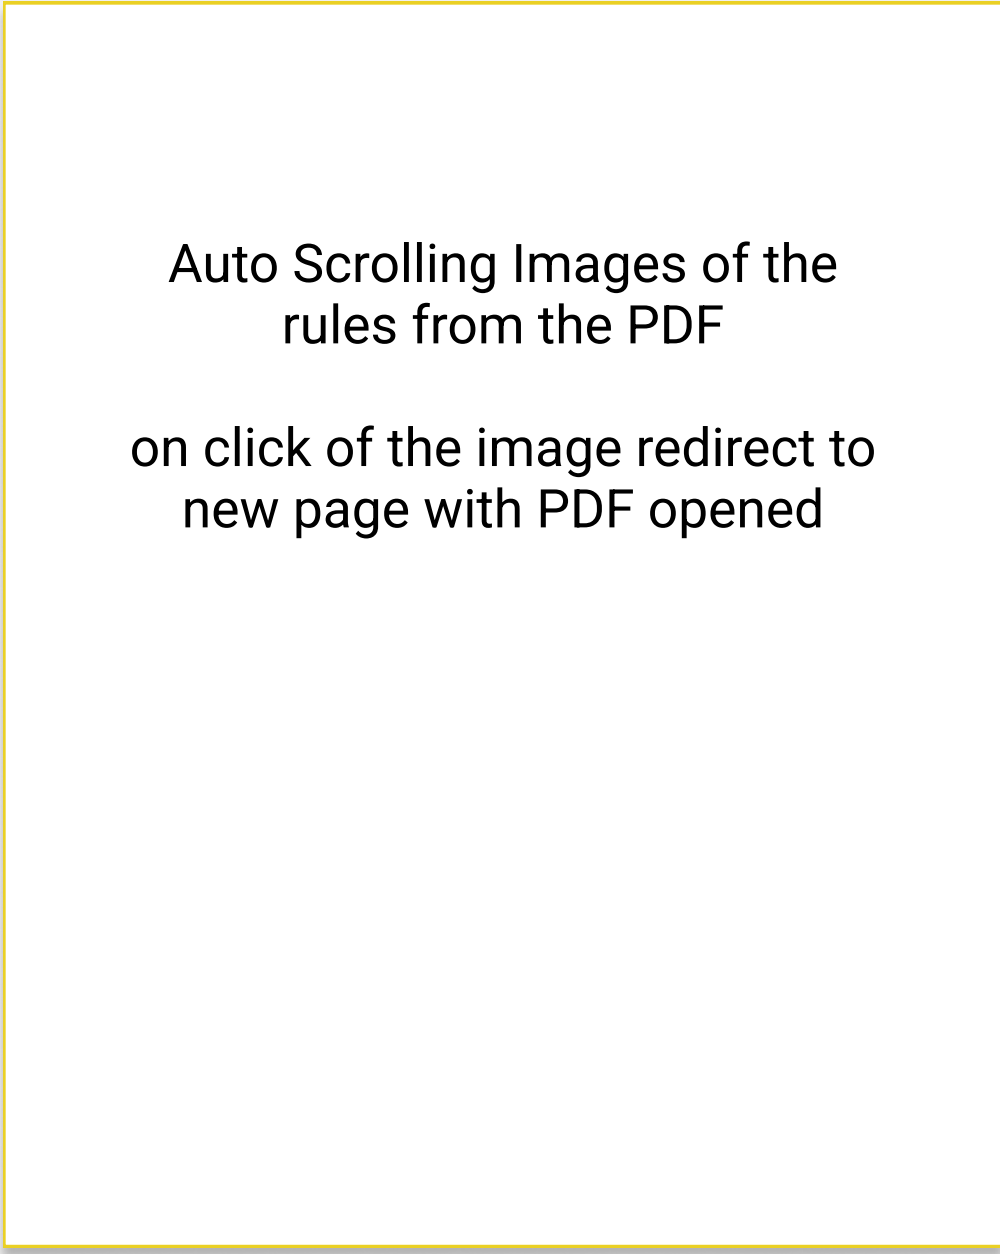 Auto Scrolling Images of the
rules from the PDF
on click of the image redirect to
new page with PDF opened